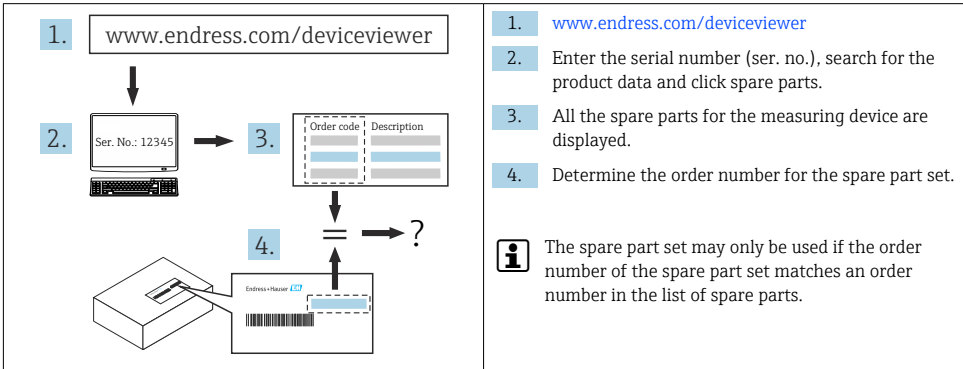 1.
www.endress.com/deviceviewer
2.
Ser. No.: 12345
3.
Order code
Description
4.
= ?
Endress+Hauser EH
1. www.endress.com/deviceviewer
2. Enter the serial number (ser. no.), search for the
product data and click spare parts.
3. All the spare parts for the measuring device are
displayed.
4. Determine the order number for the spare part set.
i The spare part set may only be used if the order
number of the spare part set matches an order
number in the list of spare parts.